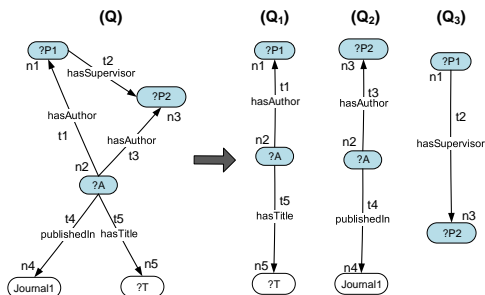 (Q)
?P1
n1
t2
hasSupervisor
?P2
n3
hasAuthor
t1
hasAuthor
t3
n2
?A
t4
publishedIn
t5
hasTitle
n4
Journal1
n5
?T
(Q1)
?P1
n1
t1
hasAuthor
n2
?A
t5
hasTitle
n5
?T
(Q2)
?P2
n3
t3
hasAuthor
n2
?A
t4
publishedIn
n4
Journal1
(Q3)
?P1
n1
t2
hasSupervisor
n3
?P2